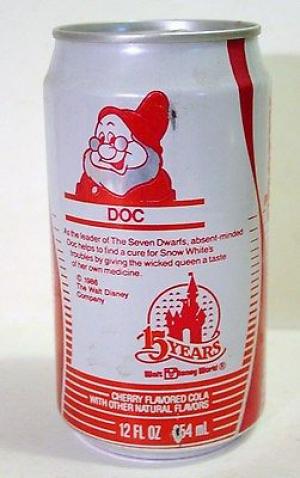 DOC
As the leader of The Seven Dwarfs, absent-minded
Doc helps to find a cure for Snow White's
troubles by giving the wicked queen a taste
of her own medicine.
© 1986
The Walt Disney
Company
15 YEARS
Walt Disney World ®
CHERRY FLAVORED COLA
WITH OTHER NATURAL FLAVORS
12 FL OZ 354 mL